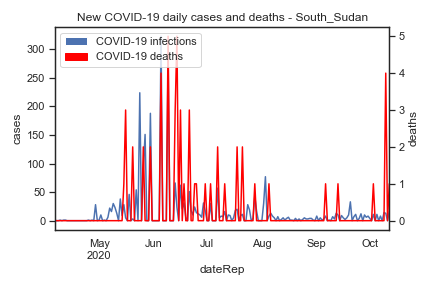 New COVID-19 daily cases and deaths - South_Sudan
COVID-19 infections
COVID-19 deaths
300
250
200
150
100
50
0
cases
5
4
3
2
1
0
deaths
May
2020
Jun
Jul
Aug
Sep
Oct
dateRep